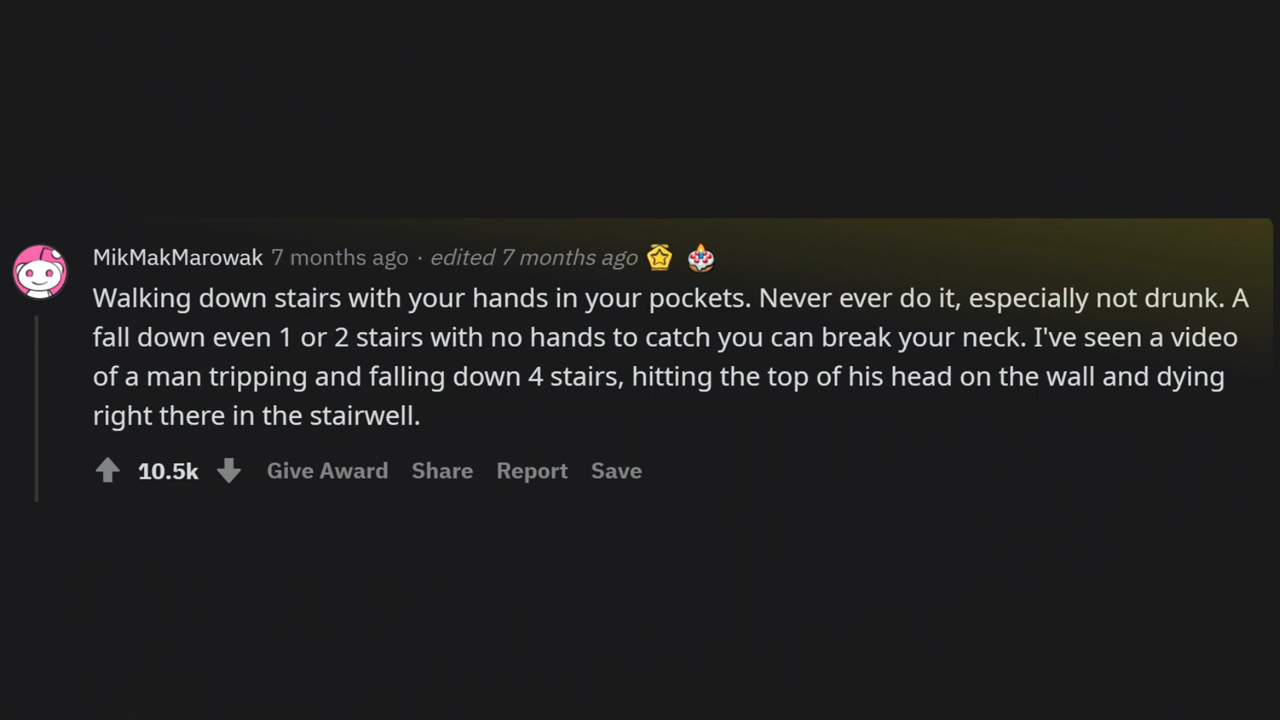 MikMakMarowak 7 months ago · edited 7 months ago
Walking down stairs with your hands in your pockets. Never ever do it, especially not drunk. A
fall down even 1 or 2 stairs with no hands to catch you can break your neck. I've seen a video
of a man tripping and falling down 4 stairs, hitting the top of his head on the wall and dying
right there in the stairwell.
10.5k Give Award Share Report Save